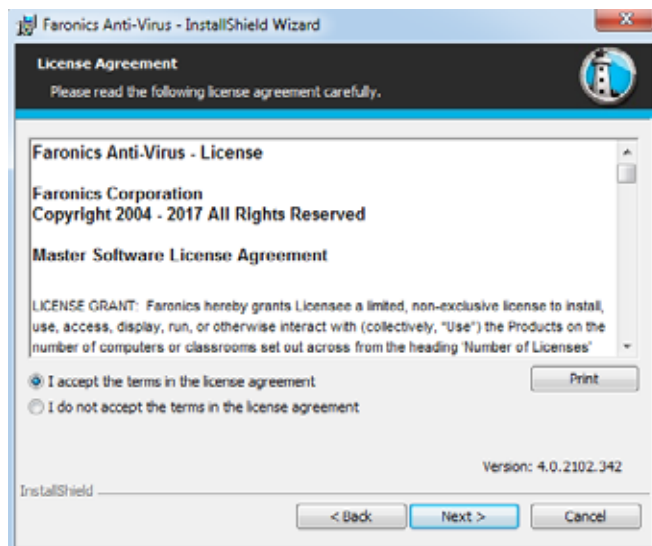 Faronics Anti-Virus - InstallShield Wizard
License Agreement
Please read the following license agreement carefully.
Faronics Anti-Virus - License
Faronics Corporation
Copyright 2004 - 2017 All Rights Reserved
Master Software License Agreement
LICENSE GRANT: Faronics hereby grants Licensee a limited, non-exclusive license to install,
use, access, display, run, or otherwise interact with (collectively, "Use") the Products on the
number of computers or classrooms set out across from the heading 'Number of Licenses'
I accept the terms in the license agreement
Print
I do not accept the terms in the license agreement
Version: 4.0.2102.342
InstallShield
< Back
Next >
Cancel